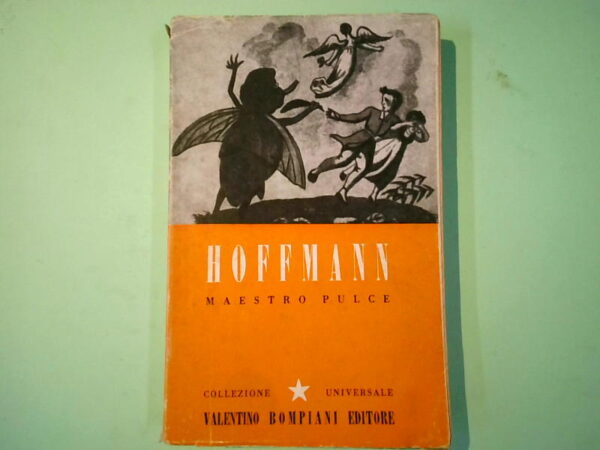 HOFFMANN
MAESTRO PULCE
COLLEZIONE UNIVERSALE
VALENTINO BOMPIANI EDITORE